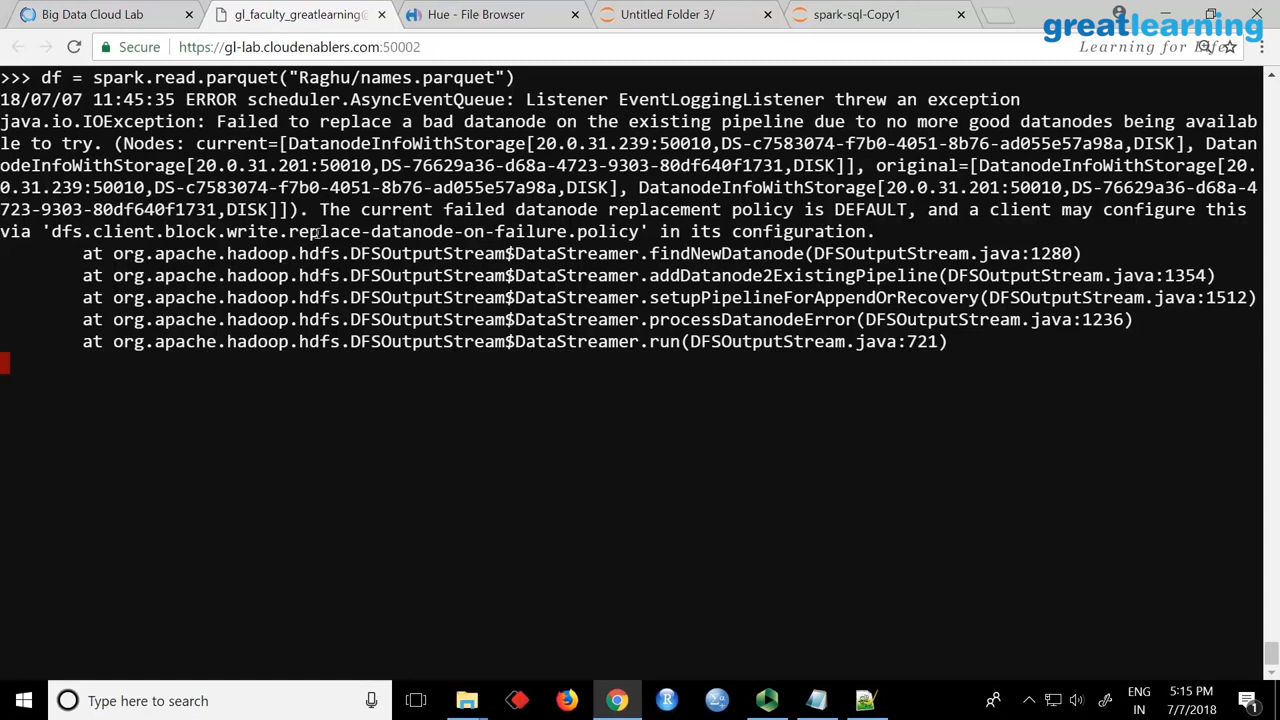 Big Data Cloud Lab
gl_faculty_greatlearning@
Hue - File Browser
Untitled Folder 3/
spark-sql-Copy1
greatlearning
Learning for Life
Secure
https://gl-lab.cloudenablers.com:50002
>>> df = spark.read.parquet("Raghu/names.parquet")
18/07/07 11:45:35 ERROR scheduler.AsyncEventQueue: Listener EventLoggingListener threw an exception
java.io.IOException: Failed to replace a bad datanode on the existing pipeline due to no more good datanodes being availab
le to try. (Nodes: current=[DatanodeInfoWithStorage[20.0.31.239:50010,DS-c7583074-f7b0-4051-8b76-ad055e57a98a,DISK], Datan
odeInfoWithStorage[20.0.31.201:50010,DS-76629a36-d68a-4723-9303-80df640f1731,DISK]], original=[DatanodeInfoWithStorage[20.
0.31.239:50010,DS-c7583074-f7b0-4051-8b76-ad055e57a98a,DISK], DatanodeInfoWithStorage[20.0.31.201:50010,DS-76629a36-d68a-4
723-9303-80df640f1731,DISK]]). The current failed datanode replacement policy is DEFAULT, and a client may configure this
via 'dfs.client.block.write.replace-datanode-on-failure.policy' in its configuration.
at org.apache.hadoop.hdfs.DFSOutputStream$DataStreamer.findNewDatanode(DFSOutputStream.java:1280)
at org.apache.hadoop.hdfs.DFSOutputStream$DataStreamer.addDatanode2ExistingPipeline(DFSOutputStream.java:1354)
at org.apache.hadoop.hdfs.DFSOutputStream$DataStreamer.setupPipelineForAppendOrRecovery(DFSOutputStream.java:1512)
at org.apache.hadoop.hdfs.DFSOutputStream$DataStreamer.processDatanodeError(DFSOutputStream.java:1236)
at org.apache.hadoop.hdfs.DFSOutputStream$DataStreamer.run(DFSOutputStream.java:721)
Type here to search
ENG
IN
5:15 PM
7/7/2018
1